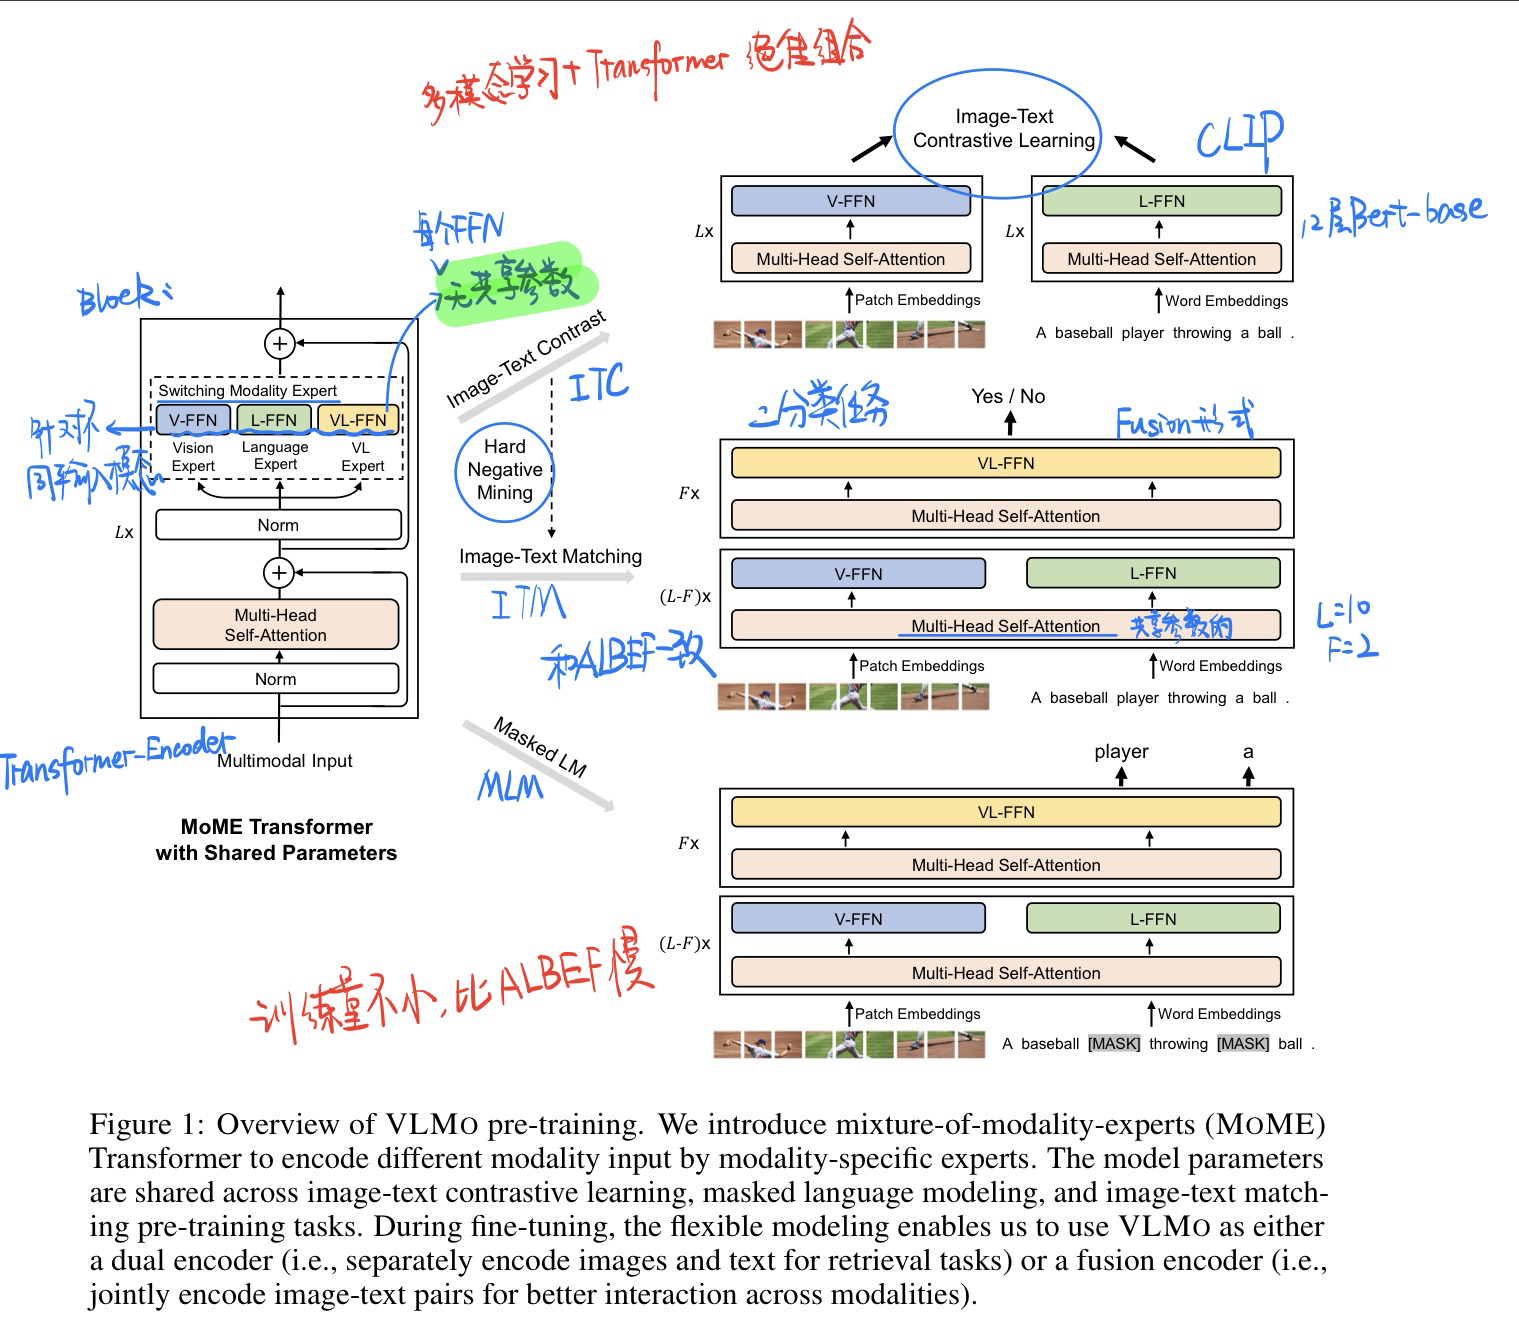 多模态学习+Transformer 绝佳组合
Image-Text
Contrastive Learning
CLIP
V-FFN
Lx
Multi-Head Self-Attention
Patch Embeddings
L-FFN
Lx
Multi-Head Self-Attention
Word Embeddings
A baseball player throwing a ball .
12层Bert-base
每个FFN
无共享参数
Block:
Switching Modality Expert
V-FFN
L-FFN
VL-FFN
Vision
Expert
Language
Expert
VL
Expert
针对不
同输入模态
Norm
Lx
Multi-Head
Self-Attention
Norm
Transformer-Encoder
Multimodal Input
MoME Transformer
with Shared Parameters
Image-Text Contrast
ITC
Hard
Negative
Mining
Image-Text Matching
ITM
和ALBEF一致
Masked LM
MLM
二分类任务
Yes / No
Fusion形式
VL-FFN
Fx
Multi-Head Self-Attention
V-FFN
L-FFN
(L-F)x
Multi-Head Self-Attention
共享参数的
L=10
F=2
Patch Embeddings
Word Embeddings
A baseball player throwing a ball .
player
a
VL-FFN
Fx
Multi-Head Self-Attention
V-FFN
L-FFN
(L-F)x
Multi-Head Self-Attention
Patch Embeddings
Word Embeddings
A baseball [MASK] throwing [MASK] ball .
训练量不小,比ALBEF慢
Figure 1: Overview of VLMO pre-training. We introduce mixture-of-modality-experts (MOME)
Transformer to encode different modality input by modality-specific experts. The model parameters
are shared across image-text contrastive learning, masked language modeling, and image-text match-
ing pre-training tasks. During fine-tuning, the flexible modeling enables us to use VLMO as either
a dual encoder (i.e., separately encode images and text for retrieval tasks) or a fusion encoder (i.e.,
jointly encode image-text pairs for better interaction across modalities).